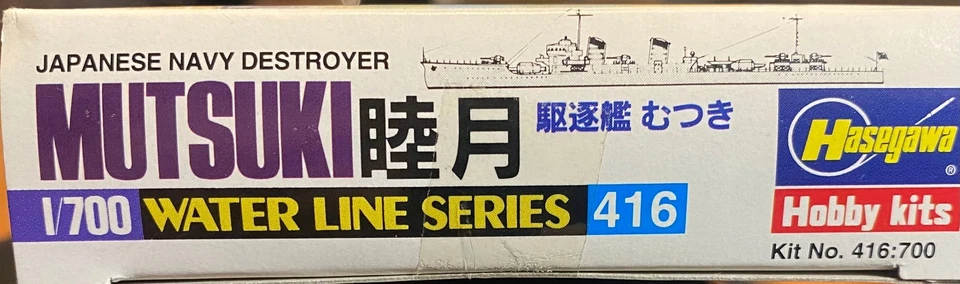 JAPANESE NAVY DESTROYER
MUTSUKI睦月 駆逐艦 むつき
1/700 WATER LINE SERIES 416
Hasegawa®
Hobby kits
Kit No. 416:700